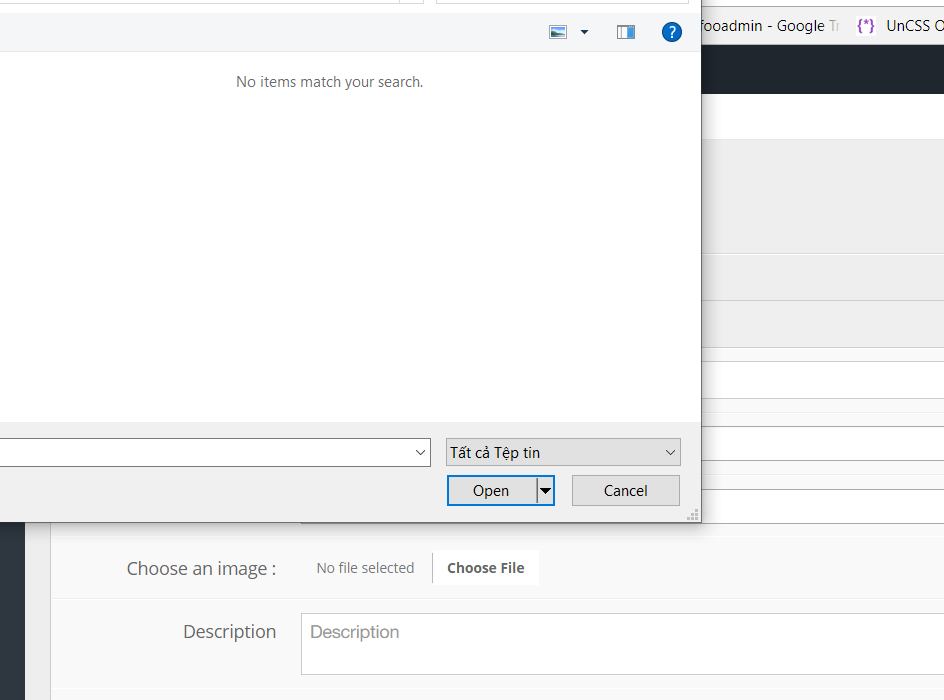 fooadmin - Google Tr
{*} UnCSS O
?
No items match your search.
Tất cả Tệp tin
Open
Cancel
Choose an image :
No file selected
Choose File
Description
Description